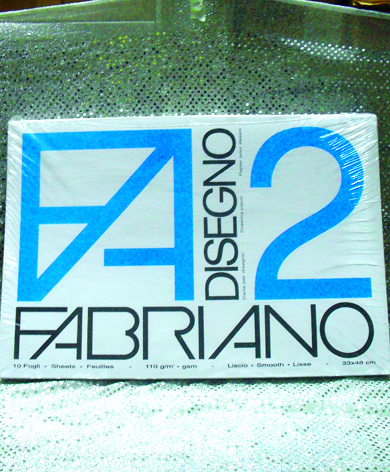 FA
DISEGNO
Carta per disegno - Drawing paper - Papier pour dessin
2
FABRIANO
10 Fogli • Sheets • Feuilles - 110 g/m² • gsm - Liscio • Smooth • Lisse - 33x48 cm